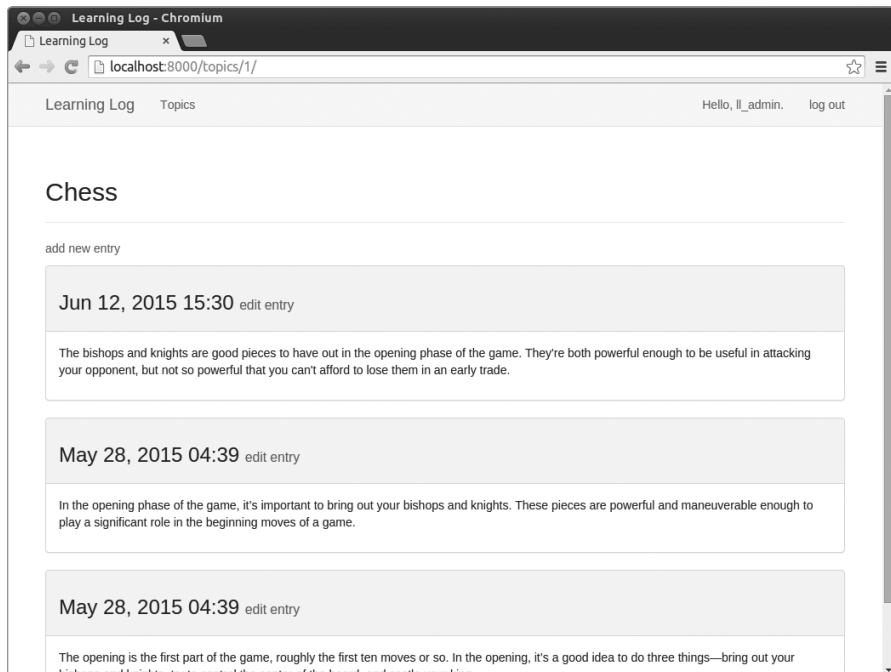 Learning Log - Chromium
Learning Log ×
localhost:8000/topics/1/
Learning Log Topics Hello, ll_admin. log out
Chess
add new entry
Jun 12, 2015 15:30 edit entry
The bishops and knights are good pieces to have out in the opening phase of the game. They're both powerful enough to be useful in attacking
your opponent, but not so powerful that you can't afford to lose them in an early trade.
May 28, 2015 04:39 edit entry
In the opening phase of the game, it's important to bring out your bishops and knights. These pieces are powerful and maneuverable enough to
play a significant role in the beginning moves of a game.
May 28, 2015 04:39 edit entry
The opening is the first part of the game, roughly the first ten moves or so. In the opening, it's a good idea to do three things—bring out your